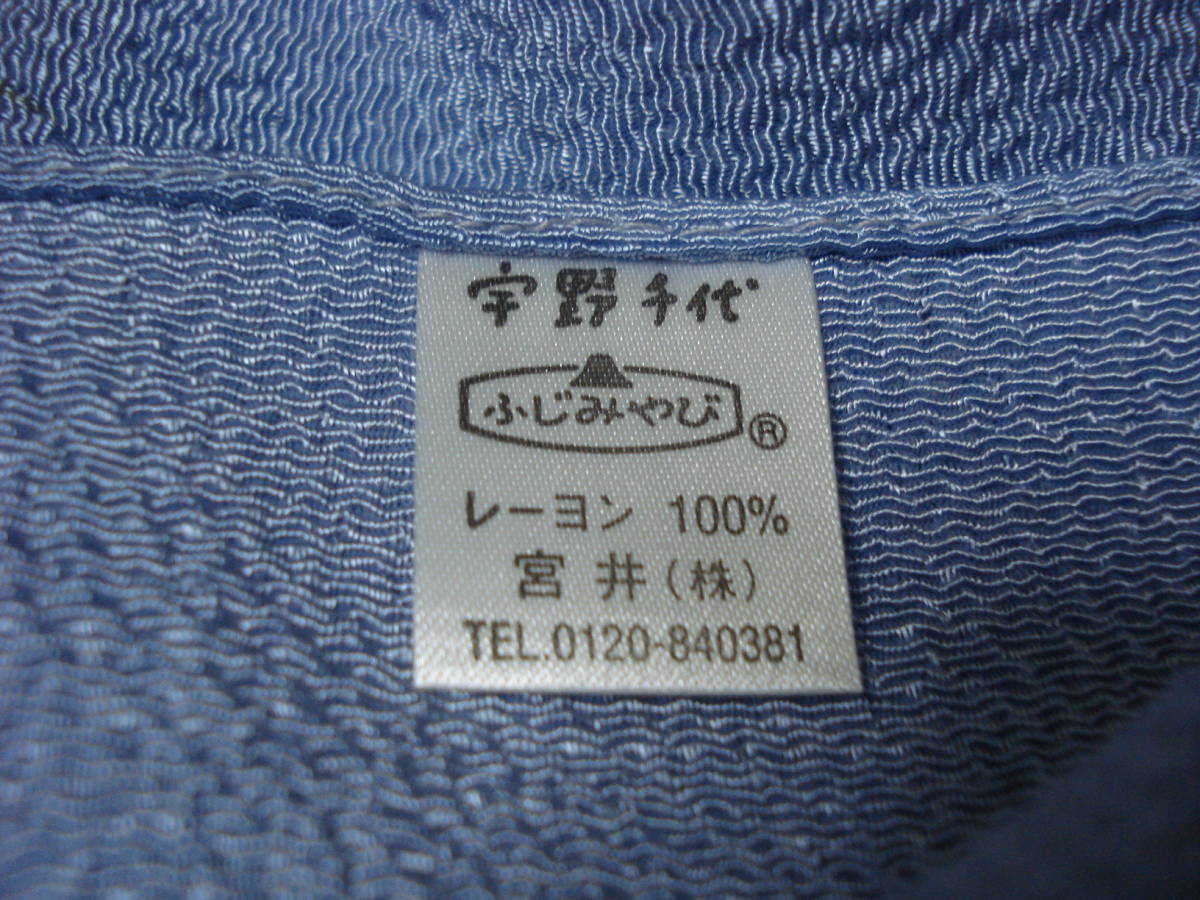 宇野千代
ふじみやび®
レーヨン 100%
宮井(株)
TEL.0120-840381